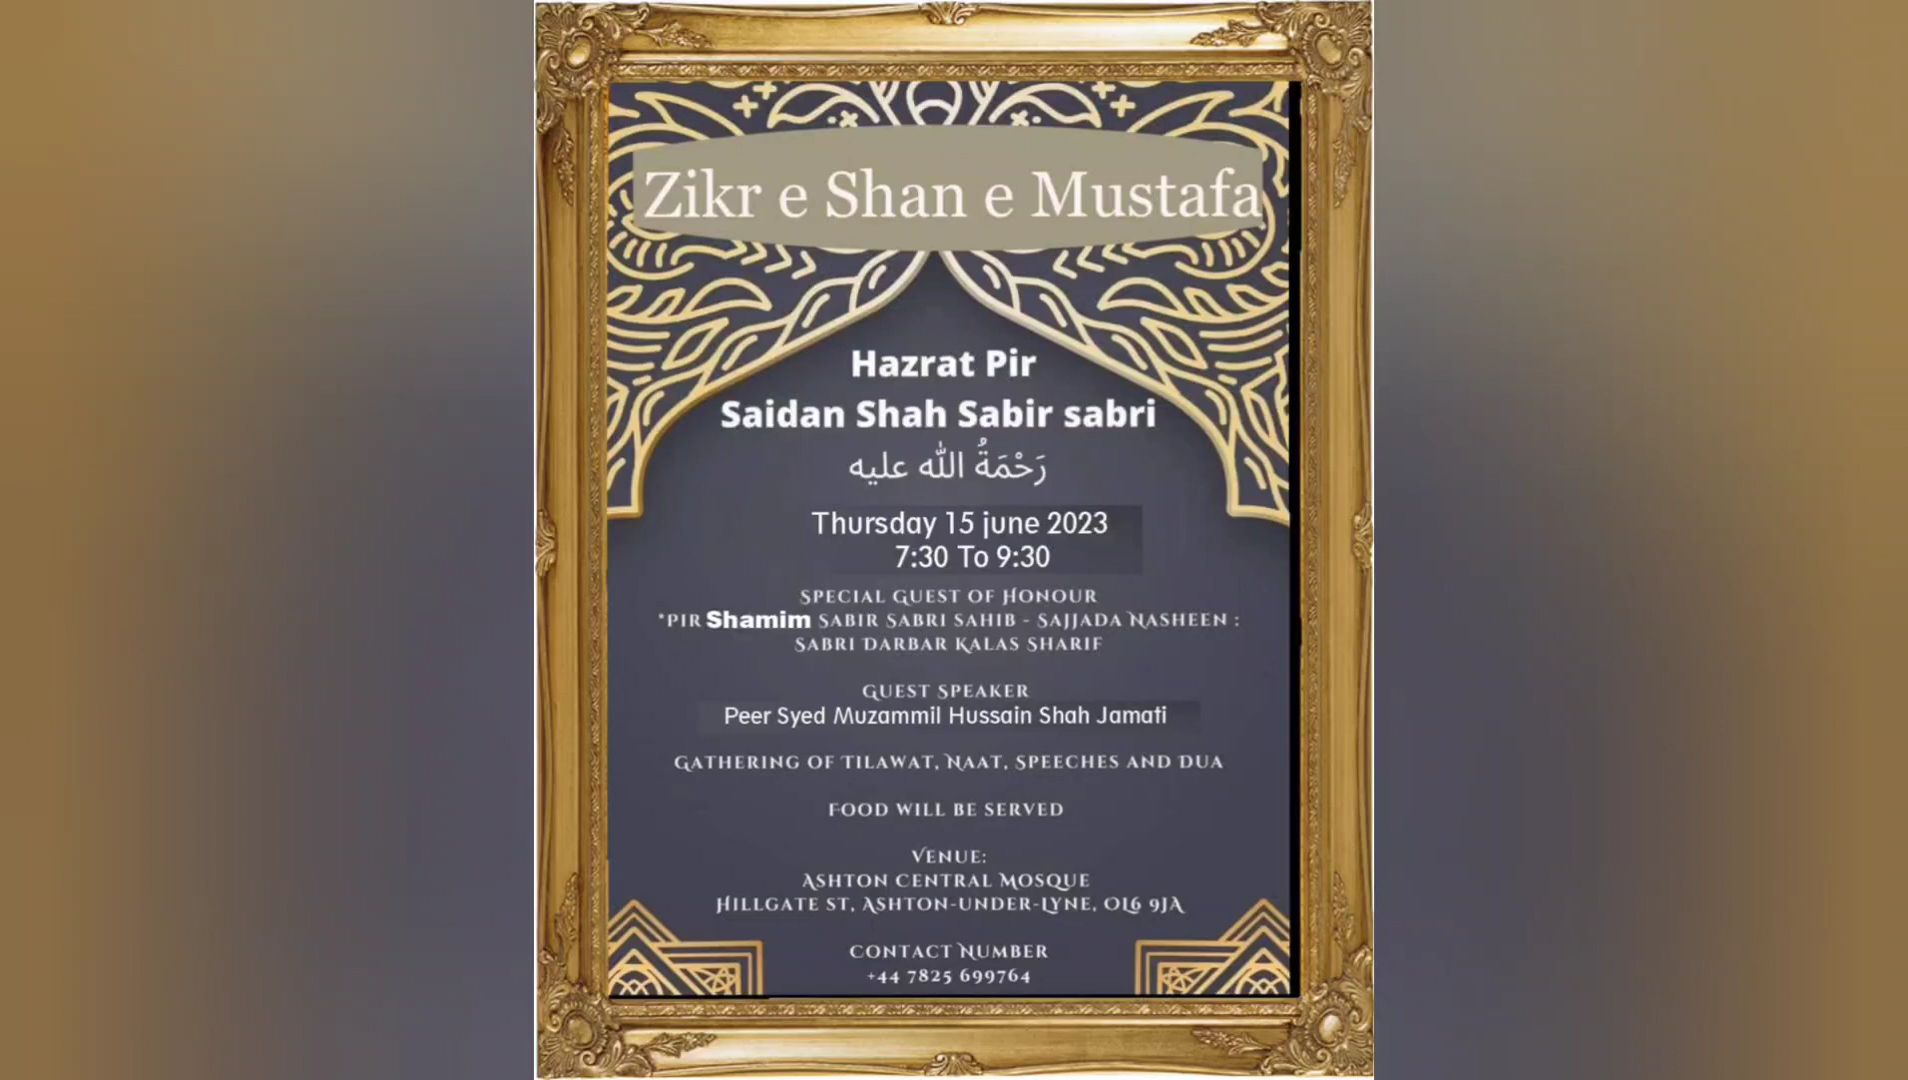 Zikr e Shan e Mustafa
Hazrat Pir
Saidan Shah Sabir sabri
رَحْمَةُ اللّٰه عليه
Thursday 15 june 2023
7:30 To 9:30
Special Guest of Honour
*Pir Shamim Sabir Sabri Sahib - Sajjada Nasheen :
Sabri Darbar Kalas Sharif
Guest Speaker
Peer Syed Muzammil Hussain Shah Jamati
Gathering of Tilawat, Naat, Speeches and Dua
Food will be served
Venue:
Ashton Central Mosque
Hillgate St, Ashton-under-Lyne, OL6 9JA
Contact Number
+44 7825 699764